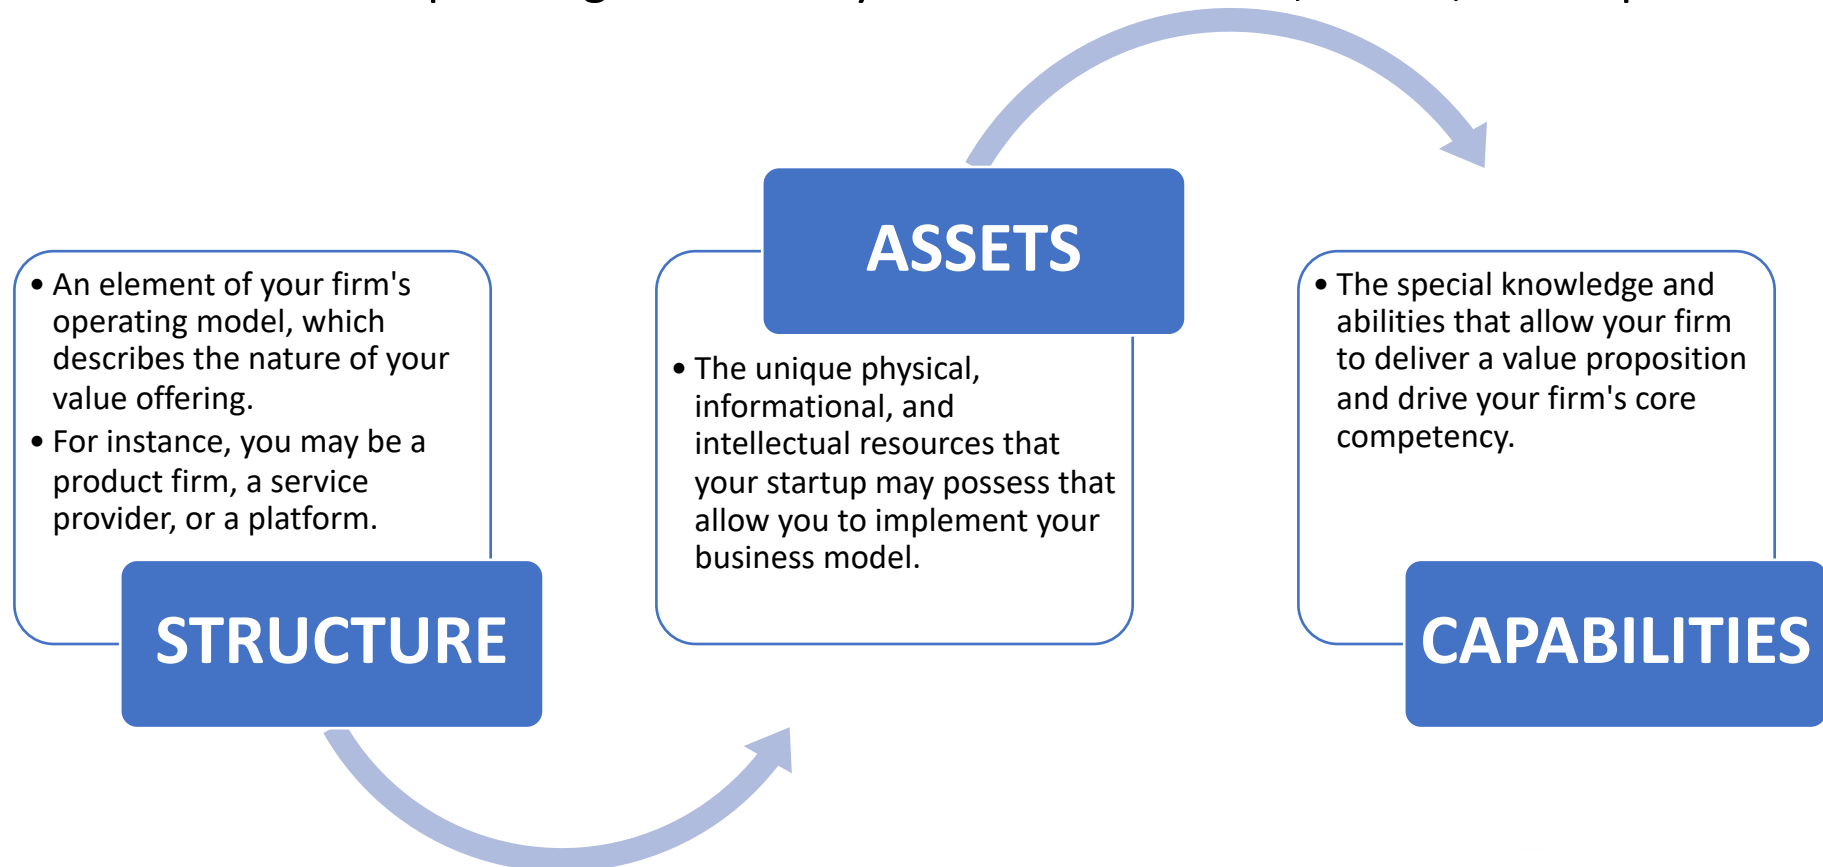 • An element of your firm's
operating model, which
describes the nature of your
value offering.
• For instance, you may be a
product firm, a service
provider, or a platform.
STRUCTURE
ASSETS
• The unique physical,
informational, and
intellectual resources that
your startup may possess that
allow you to implement your
business model.
• The special knowledge and
abilities that allow your firm
to deliver a value proposition
and drive your firm's core
competency.
CAPABILITIES